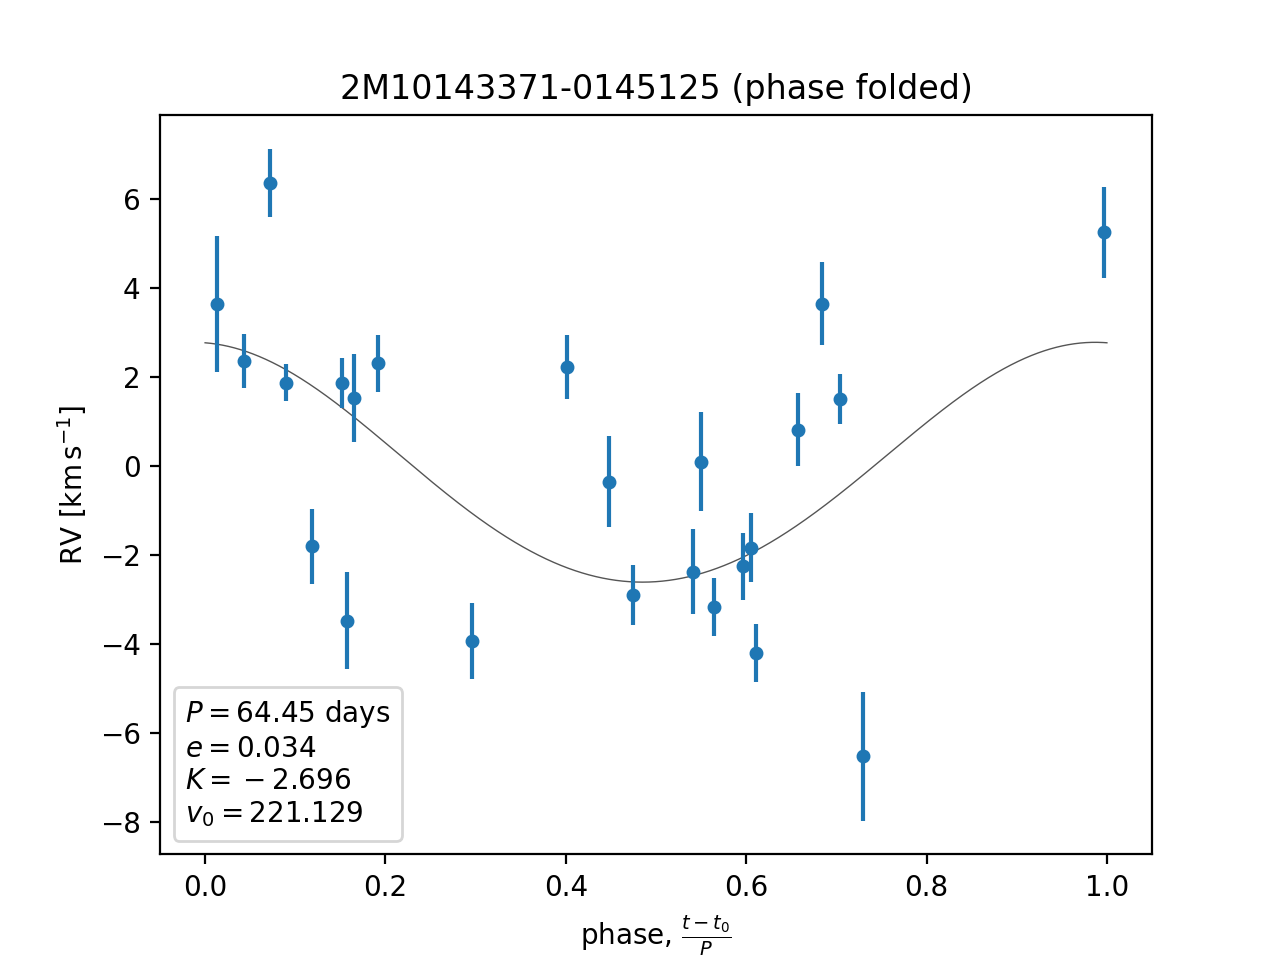 2M10143371-0145125 (phase folded)
RV [km s⁻¹]
6
4
2
0
−2
−4
−6
−8
P = 64.45 days
e = 0.034
K = −2.696
v₀ = 221.129
0.0 0.2 0.4 0.6 0.8 1.0
phase, (t − t₀)/P